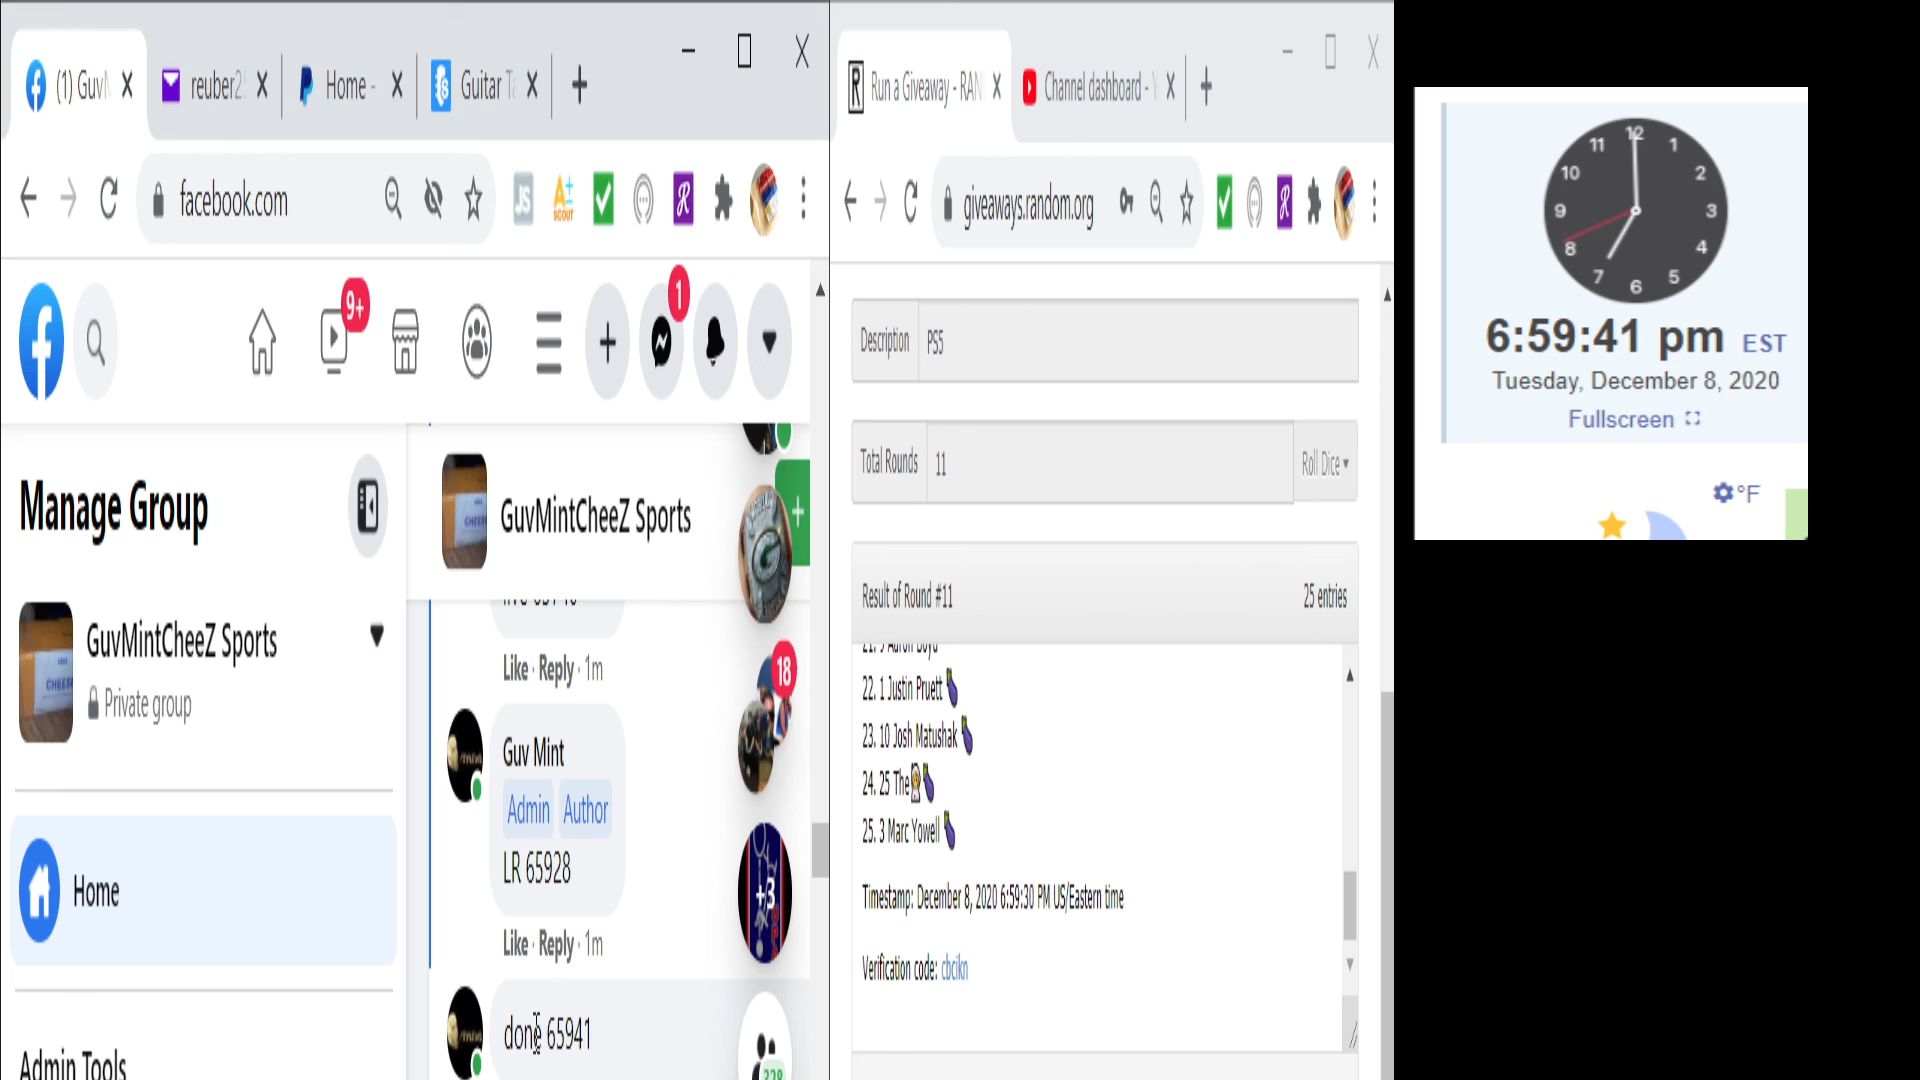 (1) Guv
reuber2
Home -
Guitar Ta
facebook.com
JS
A+
SCOUT
9+
1
Manage Group
GuvMintCheeZ Sports
Private group
Home
Admin Tools
GuvMintCheeZ Sports
Like · Reply · 1m
Guv Mint
Admin
Author
LR 65928
Like · Reply · 1m
done 65941
18
+3
328
Run a Giveaway - RAN
Channel dashboard -
giveaways.random.org
Description
PS5
Total Rounds
11
Roll Dice
Result of Round #11
25 entries
22. 1 Justin Pruett
23. 10 Josh Matushak
24. 25 The
25. 3 Marc Yowell
Timestamp: December 8, 2020 6:59:30 PM US/Eastern time
Verification code: cbcikn
12
1
2
3
4
5
6
7
8
9
10
11
6:59:41 pm EST
Tuesday, December 8, 2020
Fullscreen
°F